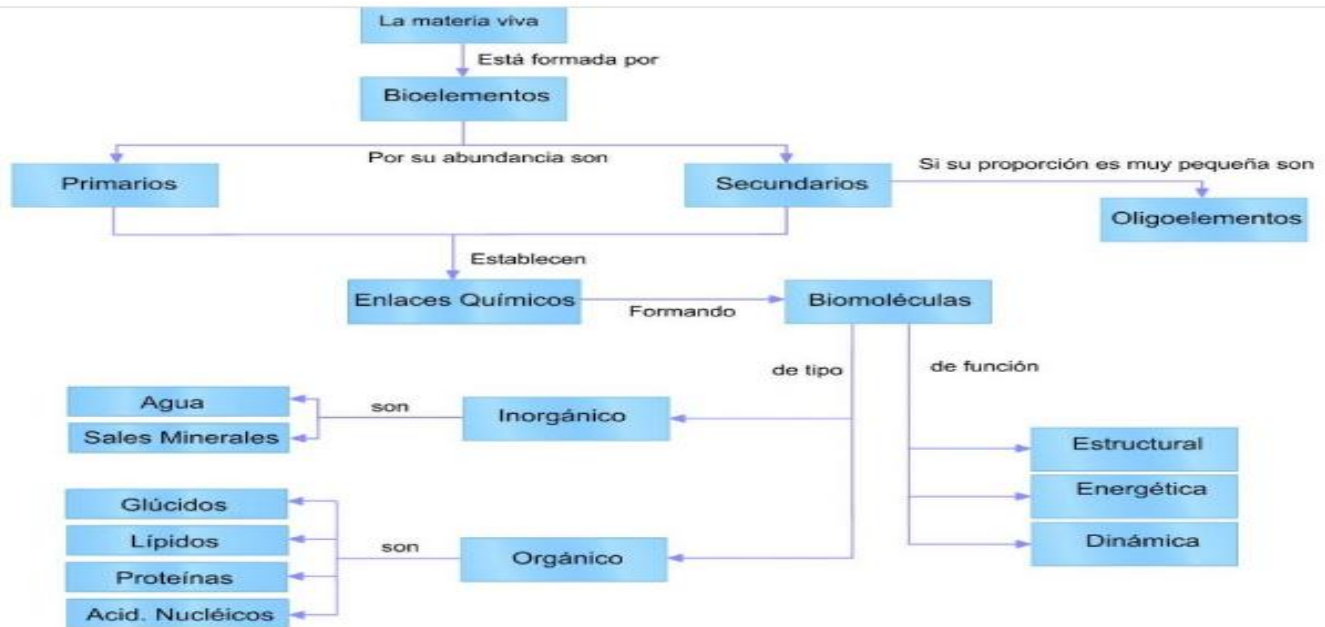 La materia viva
Está formada por
Bioelementos
Por su abundancia son
Primarios
Secundarios
Si su proporción es muy pequeña son
Oligoelementos
Establecen
Enlaces Químicos
Formando
Biomoléculas
de tipo
de función
Agua
son
Inorgánico
Sales Minerales
Estructural
Energética
Dinámica
Glúcidos
Lípidos
son
Orgánico
Proteínas
Acid. Nucléicos